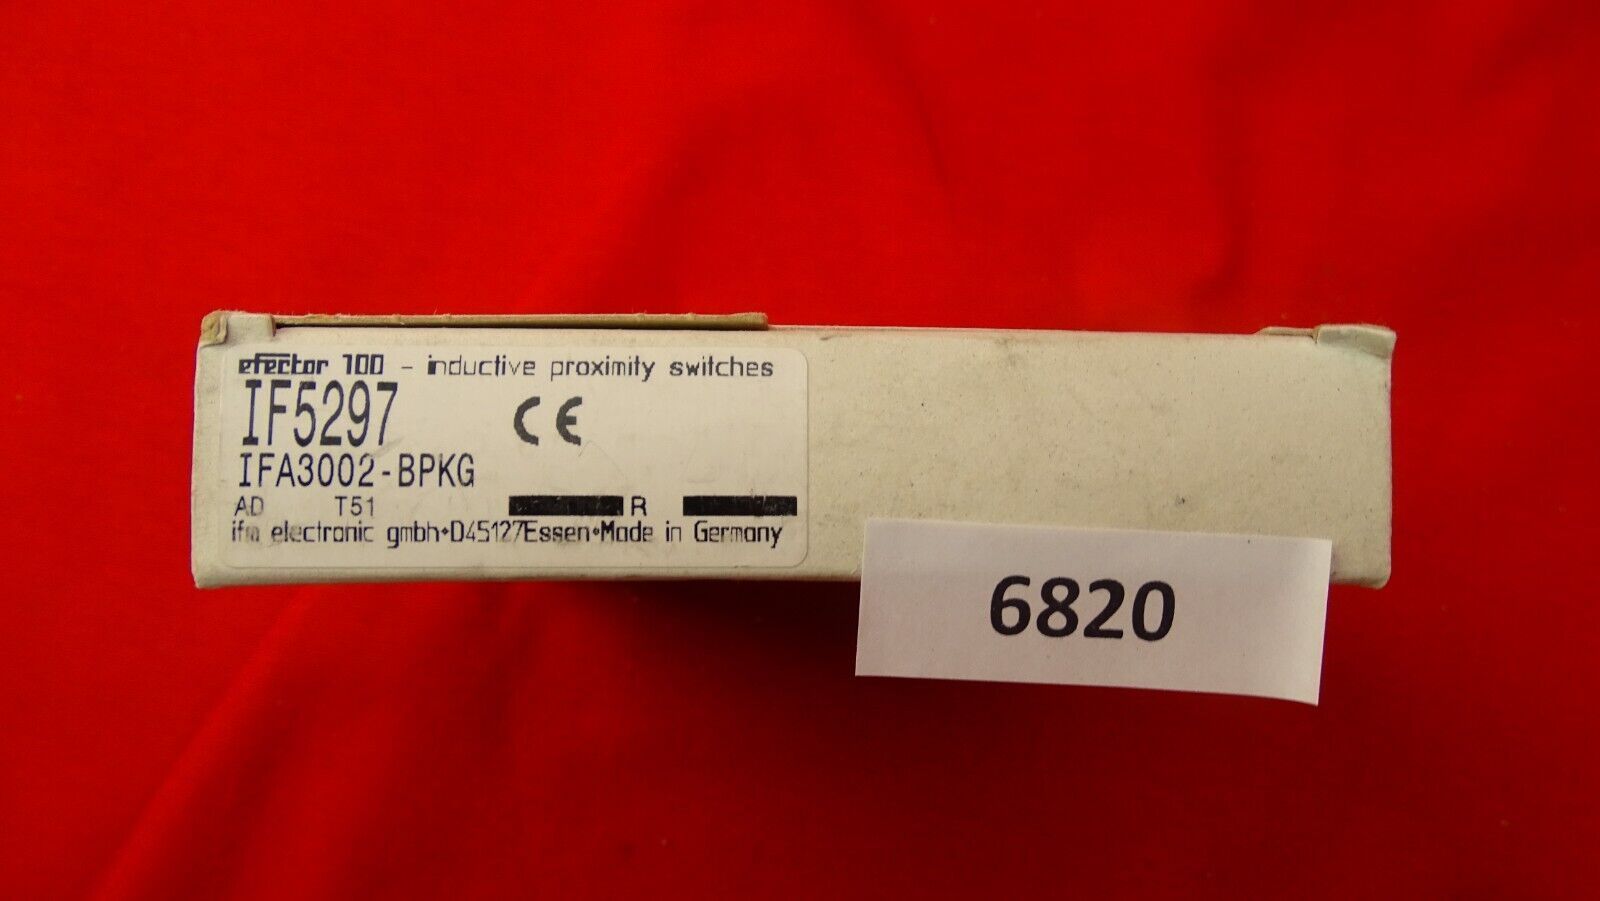 efector 100 - inductive proximity switches
IF5297 CE
IFA3002-BPKG
AD T51 R
ifm electronic gmbh•D45127Essen•Made in Germany
6820